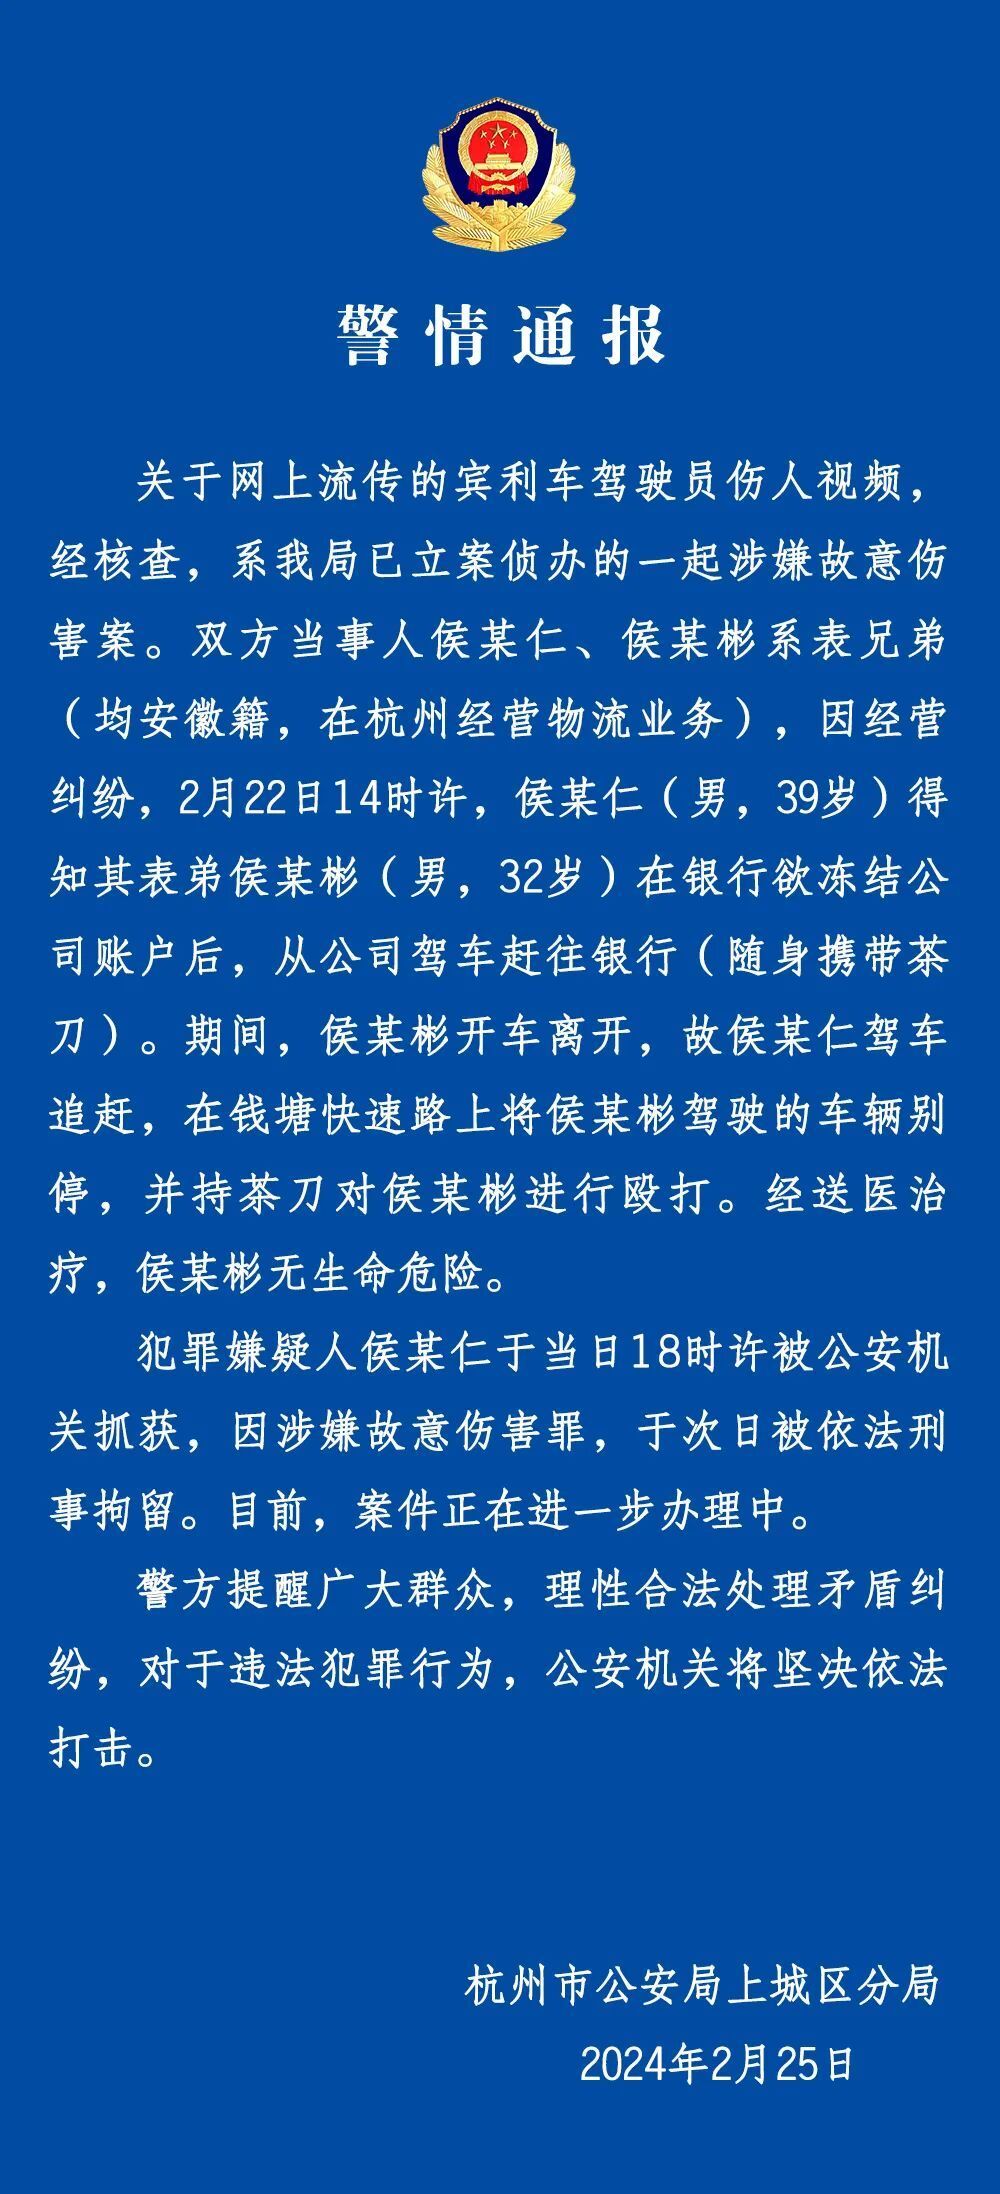 警情通报
关于网上流传的宾利车驾驶员伤人视频，
经核查，系我局已立案侦办的一起涉嫌故意伤
害案。双方当事人侯某仁、侯某彬系表兄弟
（均安徽籍，在杭州经营物流业务），因经营
纠纷，2月22日14时许，侯某仁（男，39岁）得
知其表弟侯某彬（男，32岁）在银行欲冻结公
司账户后，从公司驾车赶往银行（随身携带茶
刀）。期间，侯某彬开车离开，故侯某仁驾车
追赶，在钱塘快速路上将侯某彬驾驶的车辆别
停，并持茶刀对侯某彬进行殴打。经送医治
疗，侯某彬无生命危险。
犯罪嫌疑人侯某仁于当日18时许被公安机
关抓获，因涉嫌故意伤害罪，于次日被依法刑
事拘留。目前，案件正在进一步办理中。
警方提醒广大群众，理性合法处理矛盾纠
纷，对于违法犯罪行为，公安机关将坚决依法
打击。
杭州市公安局上城区分局
2024年2月25日